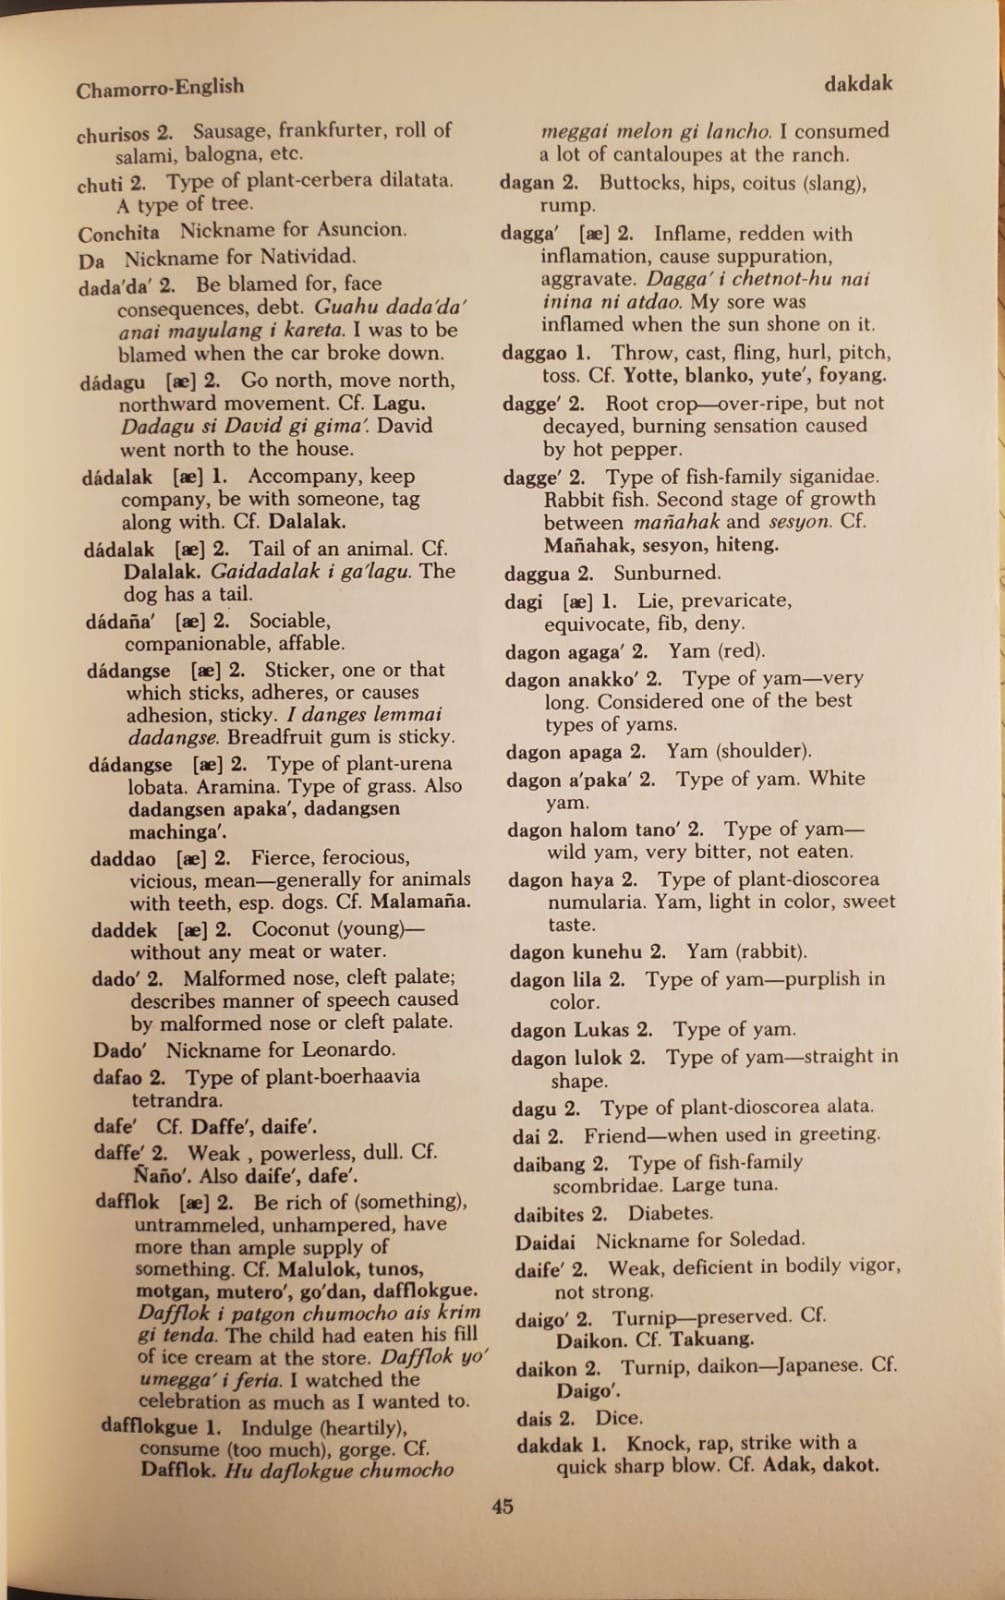 Chamorro-English
dakdak
churisos 2. Sausage, frankfurter, roll of
salami, balogna, etc.
chuti 2. Type of plant-cerbera dilatata.
A type of tree.
Conchita Nickname for Asuncion.
Da Nickname for Natividad.
dada'da' 2. Be blamed for, face
consequences, debt. Guahu dada'da'
anai mayulang i kareta. I was to be
blamed when the car broke down.
dádagu [æ] 2. Go north, move north,
northward movement. Cf. Lagu.
Dadagu si David gi gima'. David
went north to the house.
dádalak [æ] 1. Accompany, keep
company, be with someone, tag
along with. Cf. Dalalak.
dádalak [æ] 2. Tail of an animal. Cf.
Dalalak. Gaidadalak i ga'lagu. The
dog has a tail.
dádaña' [æ] 2. Sociable,
companionable, affable.
dádangse [æ] 2. Sticker, one or that
which sticks, adheres, or causes
adhesion, sticky. I danges lemmai
dadangse. Breadfruit gum is sticky.
dádangse [æ] 2. Type of plant-urena
lobata. Aramina. Type of grass. Also
dadangsen apaka', dadangsen
machinga'.
daddao [æ] 2. Fierce, ferocious,
vicious, mean—generally for animals
with teeth, esp. dogs. Cf. Malamaña.
daddek [æ] 2. Coconut (young)—
without any meat or water.
dado' 2. Malformed nose, cleft palate;
describes manner of speech caused
by malformed nose or cleft palate.
Dado' Nickname for Leonardo.
dafao 2. Type of plant-boerhaavia
tetrandra.
dafe' Cf. Daffe', daife'.
daffe' 2. Weak , powerless, dull. Cf.
Ñaño'. Also daife', dafe'.
dafflok [æ] 2. Be rich of (something),
untrammeled, unhampered, have
more than ample supply of
something. Cf. Malulok, tunos,
motgan, mutero', go'dan, dafflokgue.
Dafflok i patgon chumocho ais krim
gi tenda. The child had eaten his fill
of ice cream at the store. Dafflok yo'
umegga' i feria. I watched the
celebration as much as I wanted to.
dafflokgue 1. Indulge (heartily),
consume (too much), gorge. Cf.
Dafflok. Hu daflokgue chumocho
meggai melon gi lancho. I consumed
a lot of cantaloupes at the ranch.
dagan 2. Buttocks, hips, coitus (slang),
rump.
dagga' [æ] 2. Inflame, redden with
inflamation, cause suppuration,
aggravate. Dagga' i chetnot-hu nai
inina ni atdao. My sore was
inflamed when the sun shone on it.
daggao 1. Throw, cast, fling, hurl, pitch,
toss. Cf. Yotte, blanko, yute', foyang.
dagge' 2. Root crop—over-ripe, but not
decayed, burning sensation caused
by hot pepper.
dagge' 2. Type of fish-family siganidae.
Rabbit fish. Second stage of growth
between mañahak and sesyon. Cf.
Mañahak, sesyon, hiteng.
daggua 2. Sunburned.
dagi [æ] 1. Lie, prevaricate,
equivocate, fib, deny.
dagon agaga' 2. Yam (red).
dagon anakko' 2. Type of yam—very
long. Considered one of the best
types of yams.
dagon apaga 2. Yam (shoulder).
dagon a'paka' 2. Type of yam. White
yam.
dagon halom tano' 2. Type of yam—
wild yam, very bitter, not eaten.
dagon haya 2. Type of plant-dioscorea
numularia. Yam, light in color, sweet
taste.
dagon kunehu 2. Yam (rabbit).
dagon lila 2. Type of yam—purplish in
color.
dagon Lukas 2. Type of yam.
dagon lulok 2. Type of yam—straight in
shape.
dagu 2. Type of plant-dioscorea alata.
dai 2. Friend—when used in greeting.
daibang 2. Type of fish-family
scombridae. Large tuna.
daibites 2. Diabetes.
Daidai Nickname for Soledad.
daife' 2. Weak, deficient in bodily vigor,
not strong.
daigo' 2. Turnip—preserved. Cf.
Daikon. Cf. Takuang.
daikon 2. Turnip, daikon—Japanese. Cf.
Daigo'.
dais 2. Dice.
dakdak 1. Knock, rap, strike with a
quick sharp blow. Cf. Adak, dakot.
45